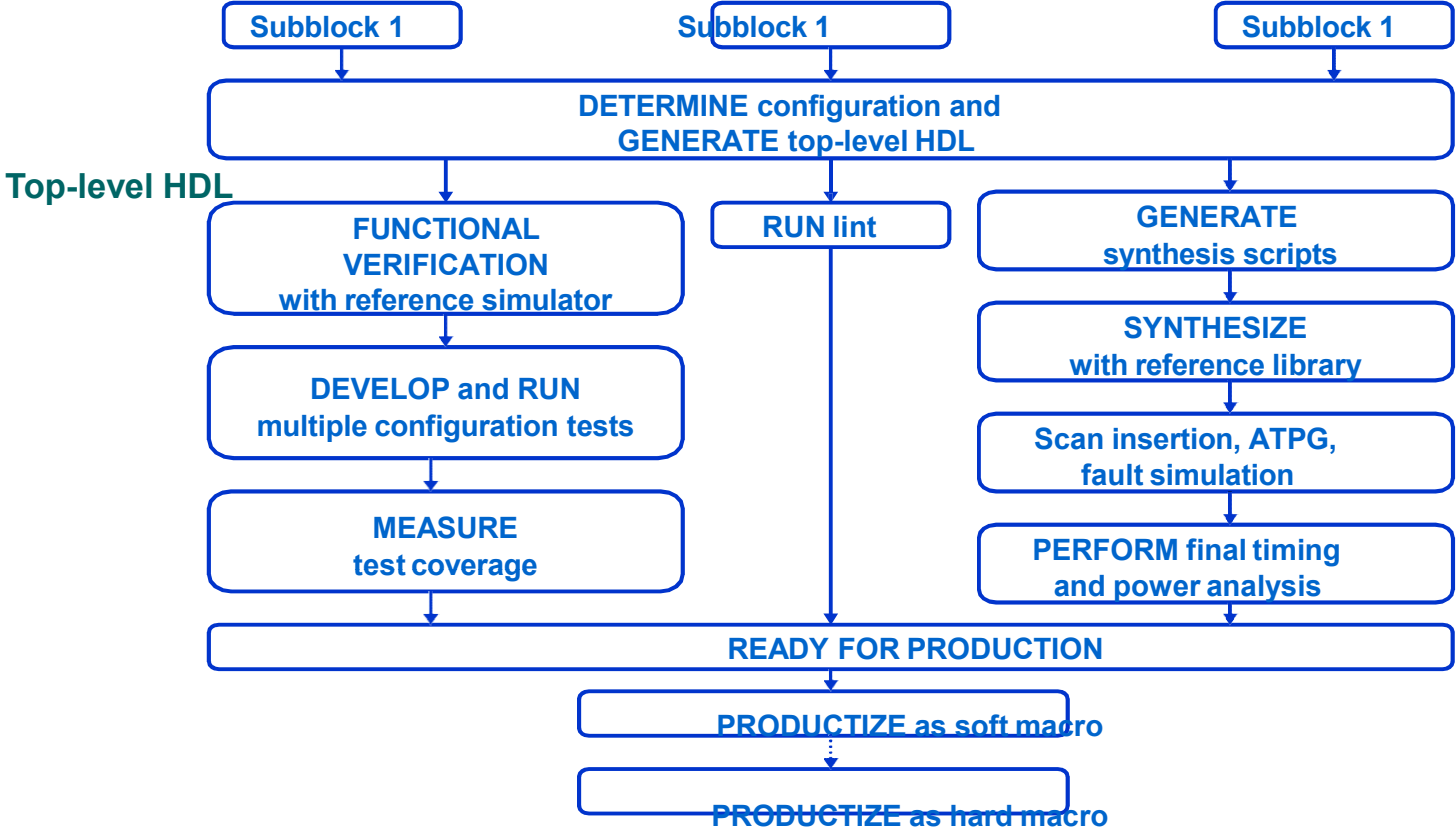 Subblock 1
Subblock 1
Subblock 1
DETERMINE configuration and
GENERATE top-level HDL
Top-level HDL
FUNCTIONAL
VERIFICATION
with reference simulator
DEVELOP and RUN
multiple configuration tests
MEASURE
test coverage
RUN lint
GENERATE
synthesis scripts
SYNTHESIZE
with reference library
Scan insertion, ATPG,
fault simulation
PERFORM final timing
and power analysis
READY FOR PRODUCTION
PRODUCTIZE as soft macro
PRODUCTIZE as hard macro